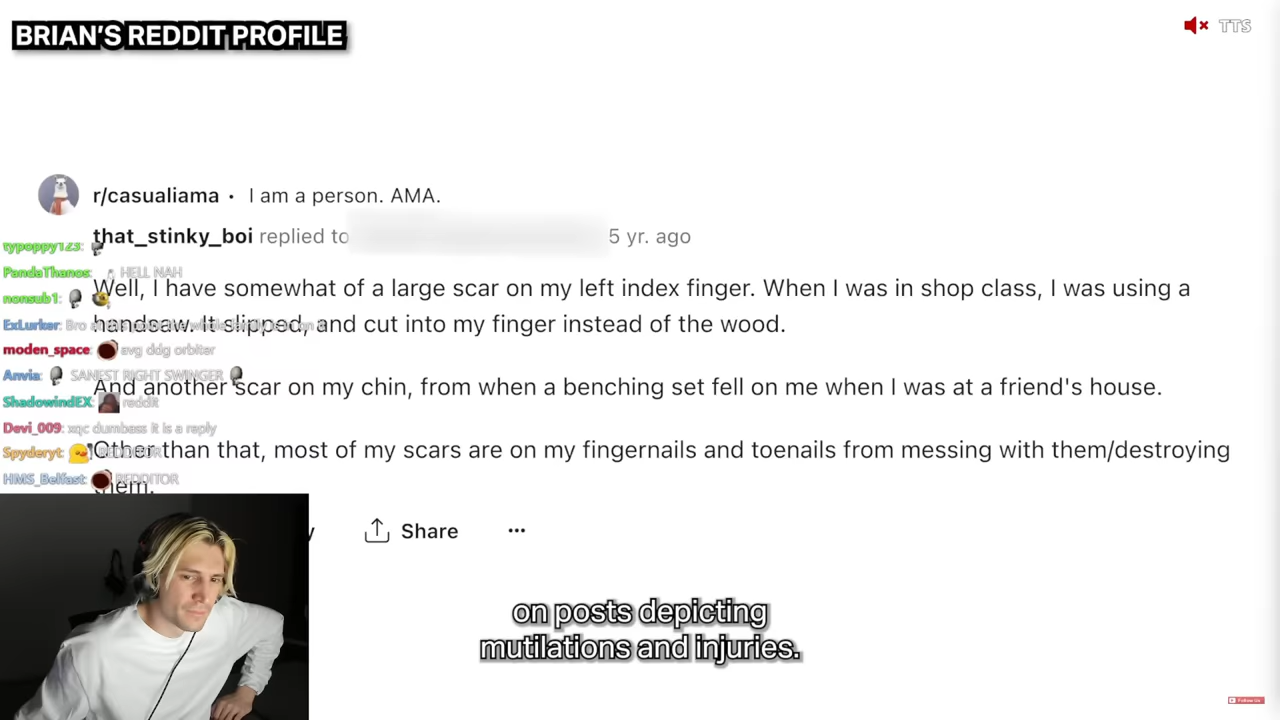 BRIAN'S REDDIT PROFILE
TTS
r/casualiama • I am a person. AMA.
that_stinky_boi replied to 5 yr. ago
Well, I have somewhat of a large scar on my left index finger. When I was in shop class, I was using a
handsaw. It slipped, and cut into my finger instead of the wood.
And another scar on my chin, from when a benching set fell on me when I was at a friend's house.
Other than that, most of my scars are on my fingernails and toenails from messing with them/destroying
them.
typoppy123:
PandaThanos: HELL NAH
nonsub1:
ExLurker: Bro
moden_space: avg ddg orbiter
Anvia: SANEST RIGHT SWINGER
ShadowindEX: reddit
Devi_009: xqc dumbass it is a reply
Spyderyt: REDDITOR
HMS_Belfast: REDDITOR
Share
on posts depicting
mutilations and injuries.